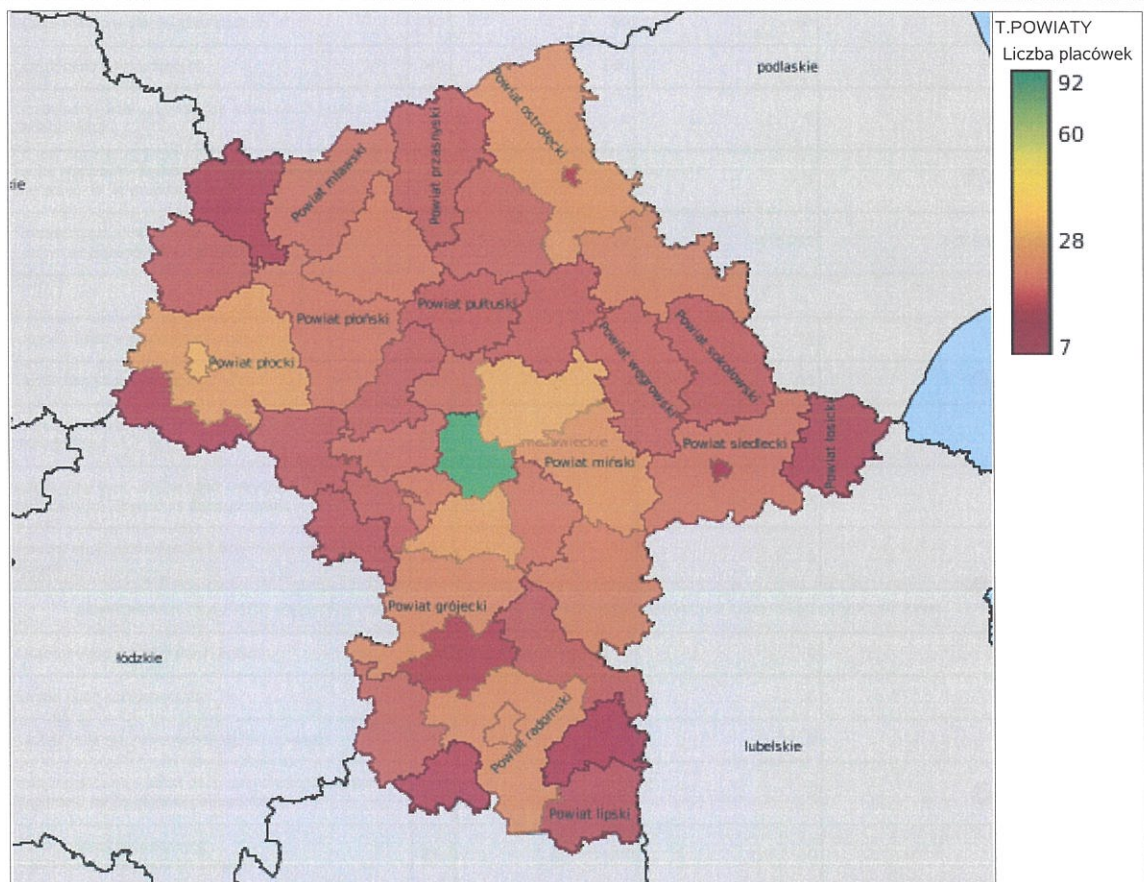 T.POWIATY
Liczba placówek
92
60
28
7
podlaskie
Powiat ostrołęcki
Powiat przasnyski
Powiat mławski
kie
Powiat pułtuski
Powiat płoński
Powiat płocki
Powiat węgrowski
Powiat sokołowski
mazowieckie
Powiat siedlecki
Powiat łosicki
Powiat miński
Powiat grójecki
łódzkie
Powiat radomski
lubelskie
Powiat lipski